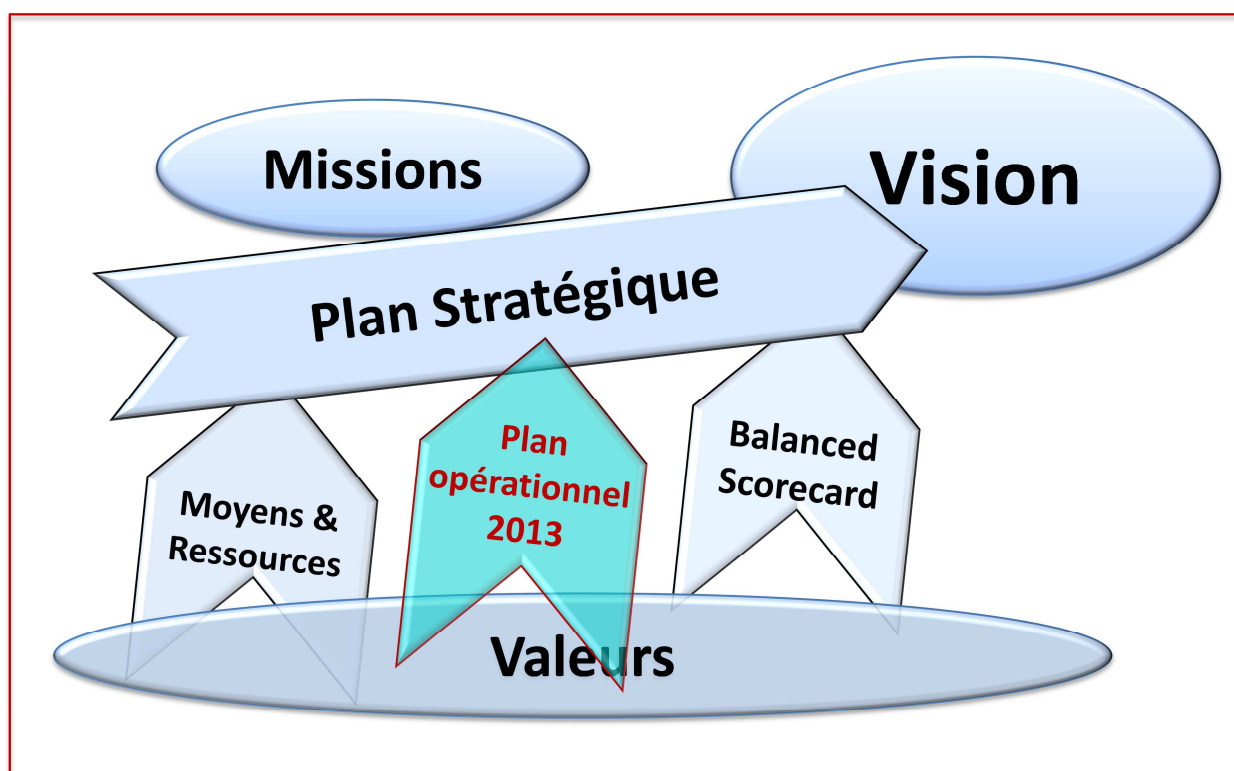 Missions
Vision
Plan Stratégique
Moyens &
Ressources
Plan
opérationnel
2013
Balanced
Scorecard
Valeurs